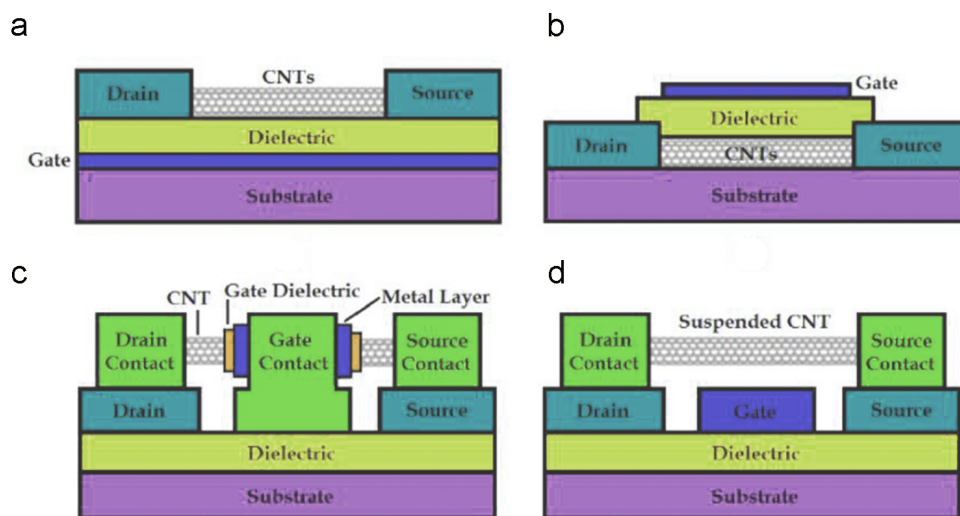 a
b
CNTs
Drain
Source
Dielectric
Gate
Substrate
Gate
Dielectric
Drain
CNTs
Source
Substrate
c
d
CNT
Gate Dielectric
Metal Layer
Drain
Contact
Gate
Contact
Source
Contact
Drain
Source
Dielectric
Substrate
Suspended CNT
Drain
Contact
Source
Contact
Drain
Gate
Source
Dielectric
Substrate